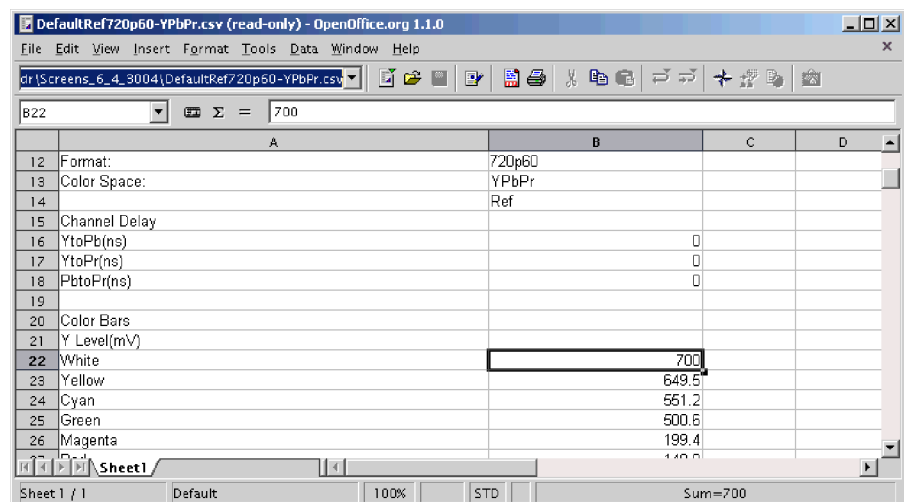 DefaultRef720p60-YPbPr.csv (read-only) - OpenOffice.org 1.1.0
File Edit View Insert Format Tools Data Window Help
dr\Screens_6_4_3004\DefaultRef720p60-YPbPr.csv
B22 Σ = 700
A B C D
12 Format: 720p60
13 Color Space: YPbPr
14 Ref
15 Channel Delay
16 YtoPb(ns) 0
17 YtoPr(ns) 0
18 PbtoPr(ns) 0
19
20 Color Bars
21 Y Level(mV)
22 White 700
23 Yellow 649.5
24 Cyan 551.2
25 Green 500.6
26 Magenta 199.4
Sheet1
Sheet 1 / 1 Default 100% STD Sum=700